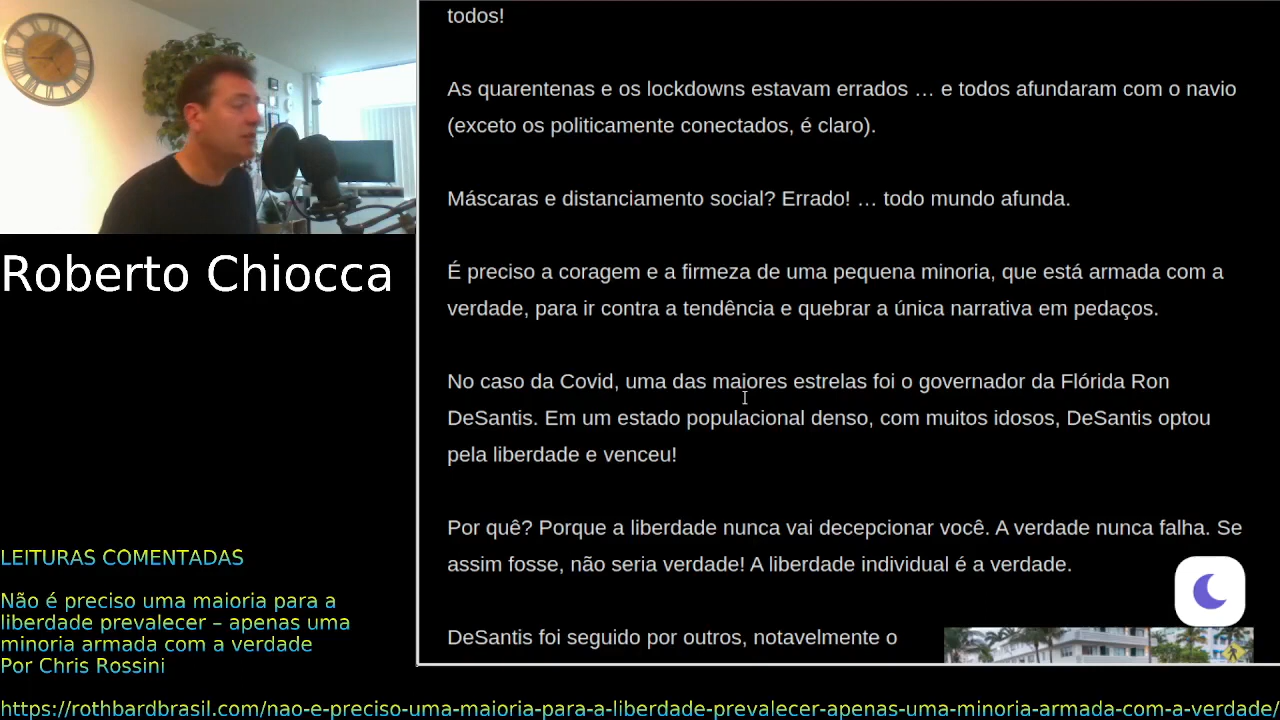 todos!
As quarentenas e os lockdowns estavam errados … e todos afundaram com o navio
(exceto os politicamente conectados, é claro).
Máscaras e distanciamento social? Errado! … todo mundo afunda.
É preciso a coragem e a firmeza de uma pequena minoria, que está armada com a
verdade, para ir contra a tendência e quebrar a única narrativa em pedaços.
No caso da Covid, uma das maiores estrelas foi o governador da Flórida Ron
DeSantis. Em um estado populacional denso, com muitos idosos, DeSantis optou
pela liberdade e venceu!
Por quê? Porque a liberdade nunca vai decepcionar você. A verdade nunca falha. Se
assim fosse, não seria verdade! A liberdade individual é a verdade.
DeSantis foi seguido por outros, notavelmente o
Roberto Chiocca
LEITURAS COMENTADAS
Não é preciso uma maioria para a
liberdade prevalecer – apenas uma
minoria armada com a verdade
Por Chris Rossini
https://rothbardbrasil.com/nao-e-preciso-uma-maioria-para-a-liberdade-prevalecer-apenas-uma-minoria-armada-com-a-verdade/